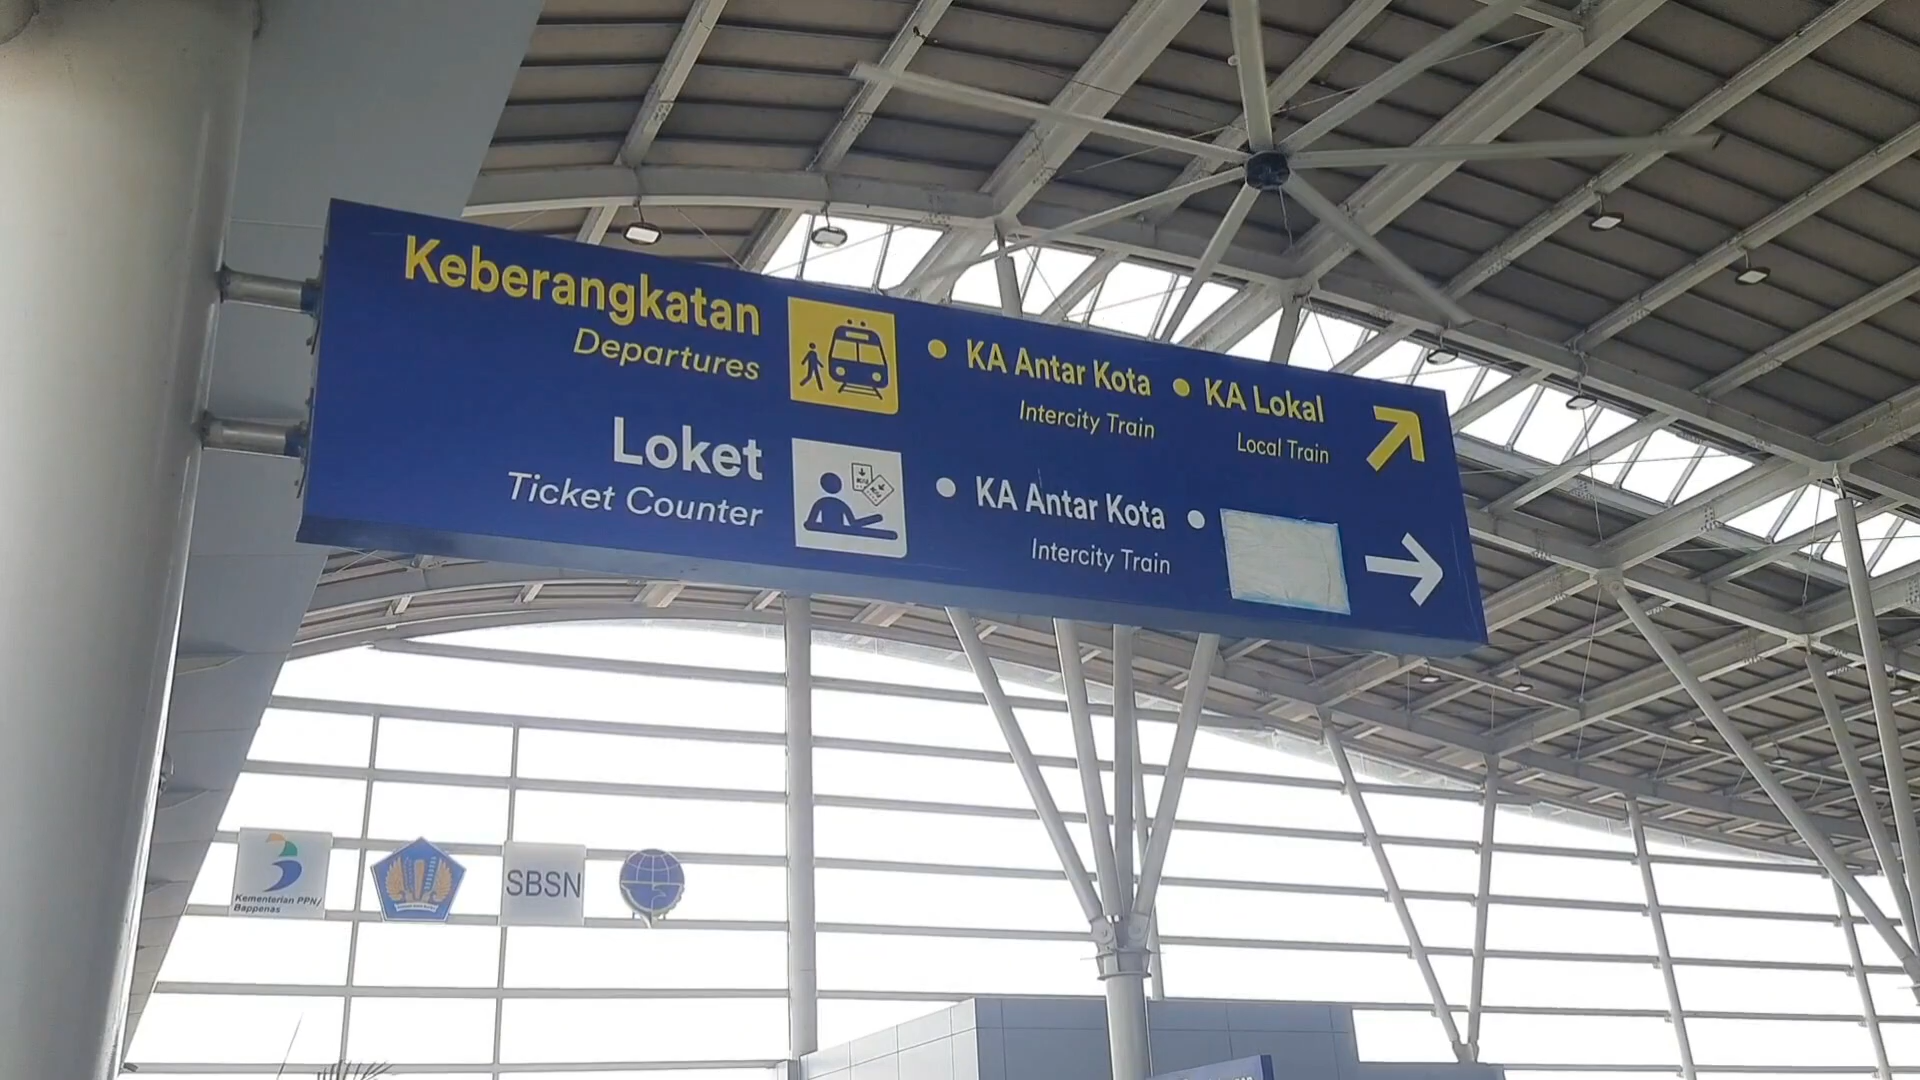 Keberangkatan
Departures
KA Antar Kota
Intercity Train
KA Lokal
Local Train
Loket
Ticket Counter
KA Antar Kota
Intercity Train
Kementerian PPN/
Bappenas
SBSN